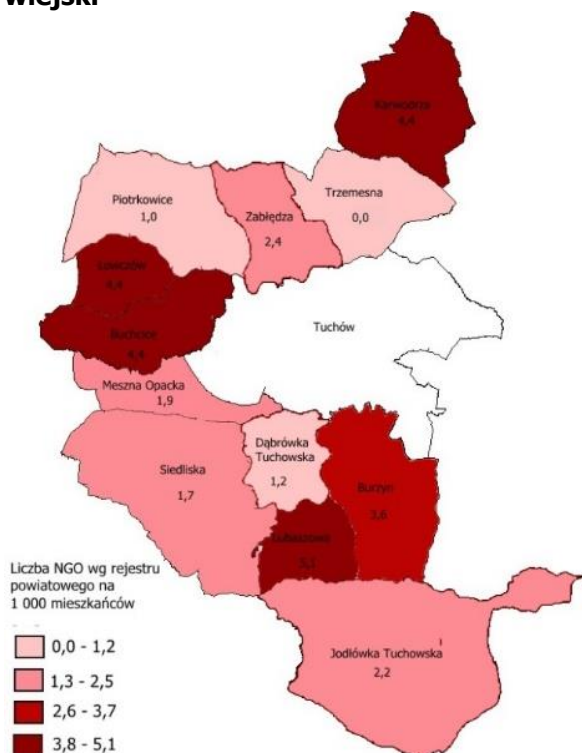 wiejski
Karwodrza
4,4
Piotrkowice
1,0
Zabłędza
2,4
Trzemesna
0,0
Łowczów
4,4
Buchcice
4,4
Tuchów
Meszna Opacka
1,9
Siedliska
1,7
Dąbrówka
Tuchowska
1,2
Burzyn
3,6
Lubaszowa
5,1
Jodłówka Tuchowska
2,2
Liczba NGO wg rejestru
powiatowego na
1 000 mieszkańców
0,0 - 1,2
1,3 - 2,5
2,6 - 3,7
3,8 - 5,1